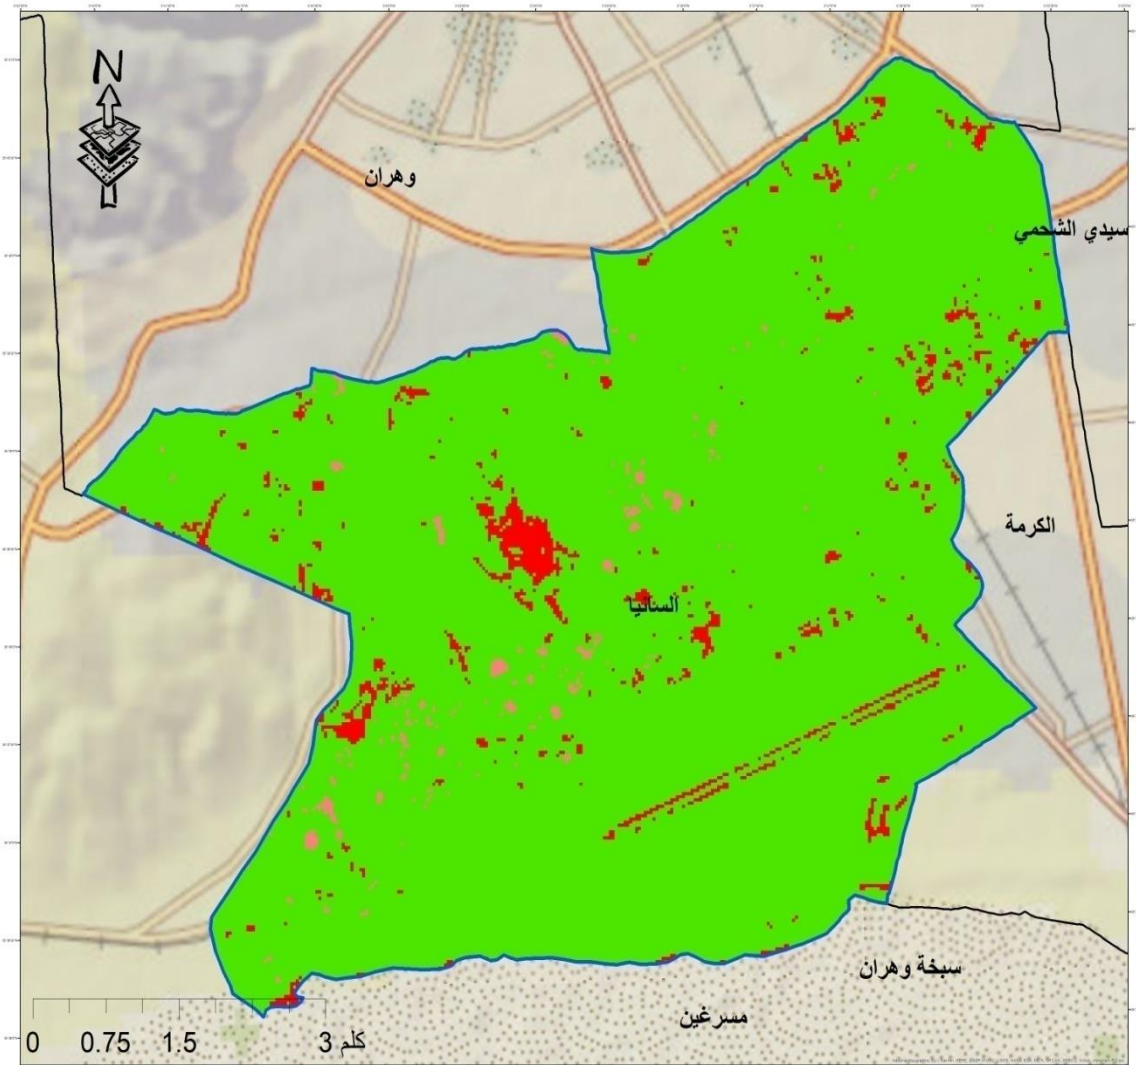 N
وهران
سيدي الشحمي
الكرمة
السانيا
سبخة وهران
مسرغين
0 0.75 1.5 3 كلم